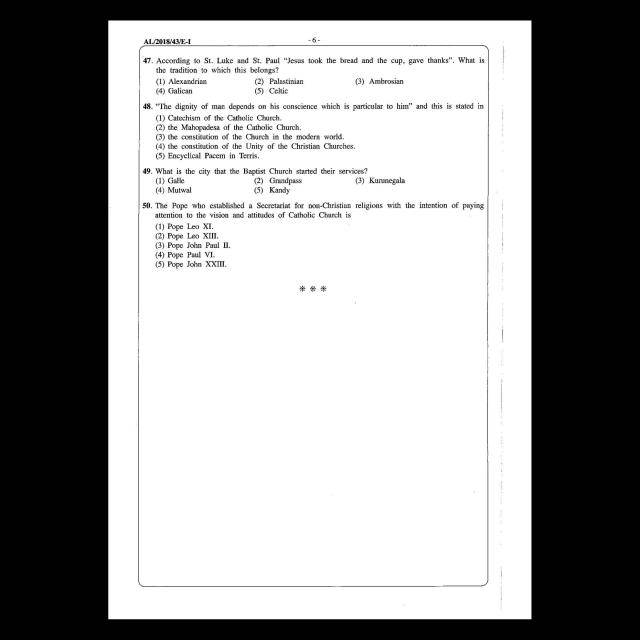 AL/2018/43/E-I
- 6 -
47. According to St. Luke and St. Paul "Jesus took the bread and the cup, gave thanks". What is
the tradition to which this belongs?
(1) Alexandrian (2) Palastinian (3) Ambrosian
(4) Galican (5) Celtic
48. "The dignity of man depends on his conscience which is particular to him" and this is stated in
(1) Catechism of the Catholic Church.
(2) the Mahopadesa of the Catholic Church.
(3) the constitution of the Church in the modern world.
(4) the constitution of the Unity of the Christian Churches.
(5) Encyclical Pacem in Terris.
49. What is the city that the Baptist Church started their services?
(1) Galle (2) Grandpass (3) Kurunegala
(4) Mutwal (5) Kandy
50. The Pope who established a Secretariat for non-Christian religions with the intention of paying
attention to the vision and attitudes of Catholic Church is
(1) Pope Leo XI.
(2) Pope Leo XIII.
(3) Pope John Paul II.
(4) Pope Paul VI.
(5) Pope John XXIII.
* * *